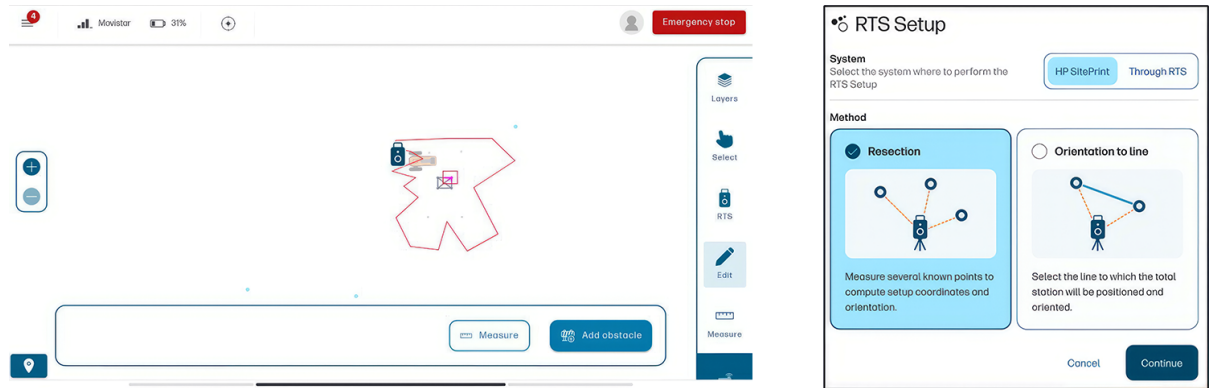 4
Movistar
31%
Emergency stop
Layers
Select
RTS
Edit
Measure
Measure
Add obstacle
RTS Setup
System
Select the system where to perform the
RTS Setup
HP SitePrint
Through RTS
Method
Resection
Measure several known points to
compute setup coordinates and
orientation.
Orientation to line
Select the line to which the total
station will be positioned and
oriented.
Cancel
Continue